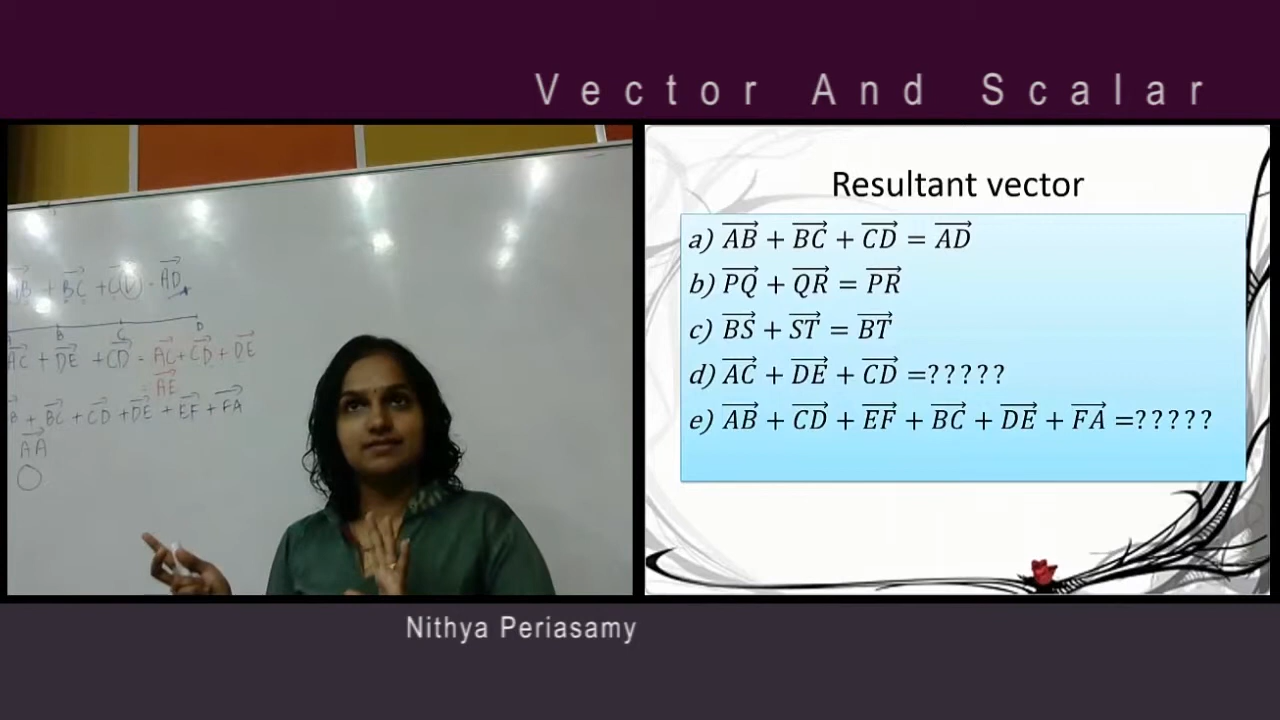 Vector And Scalar
+ BC + CD = AD
B C D
AC + DE + CD = AC + CD + DE
= AE
B + BC + CD + DE + EF + FA
AA
Resultant vector
a) AB + BC + CD = AD
b) PQ + QR = PR
c) BS + ST = BT
d) AC + DE + CD =?????
e) AB + CD + EF + BC + DE + FA =?????
Nithya Periasamy